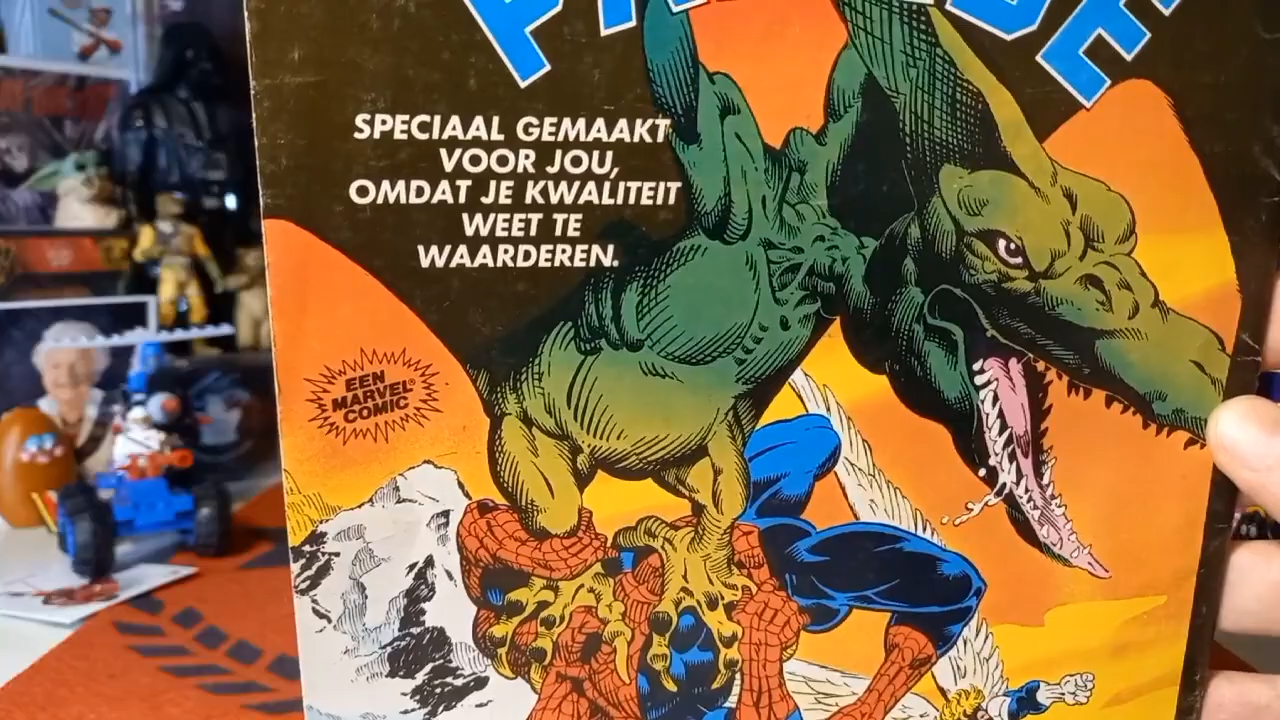 SPECIAAL GEMAAKT
VOOR JOU,
OMDAT JE KWALITEIT
WEET TE
WAARDEREN.
EEN
MARVEL®
COMIC